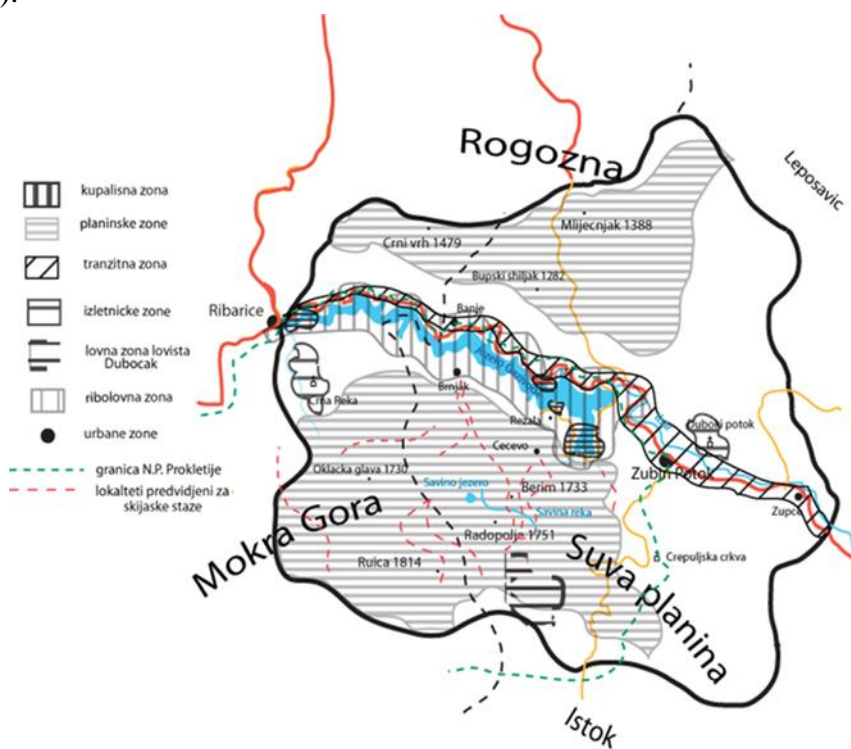 ).
Rogozna
Leposavic
kupalisna zona
planinske zone
tranzitna zona
izletnicke zone
lovna zona lovista
Dubocak
ribolovna zona
urbane zone
granica N.P. Prokletije
lokalteti predvidjeni za
skijaske staze
Mlijecnjak 1388
Crni vrh 1479
Bupski shiljak 1282
Ribarice
Banje
Brnjak
Crna Reka
Rezala
Cecevo
Duboki potok
Zubin Potok
Zupce
Oklacka glava 1730
Savino jezero
Berim 1733
Savina reka
Radopolje 1751
Mokra Gora
Ruica 1814
Suva planina
Crepuljska crkva
Istok